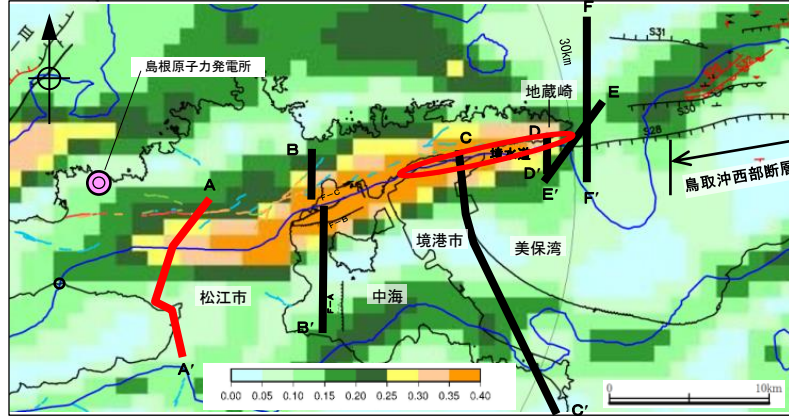 F
S31
30km
島根原子力発電所
地蔵崎
E
S30
S28
C
D
B
A
D'
E'
F'
鳥取沖西部断層
F-C
F-B
境港市
美保湾
松江市
F-A
中海
B'
A'
C'
0.00 0.05 0.10 0.15 0.20 0.25 0.30 0.35 0.40
0 10km